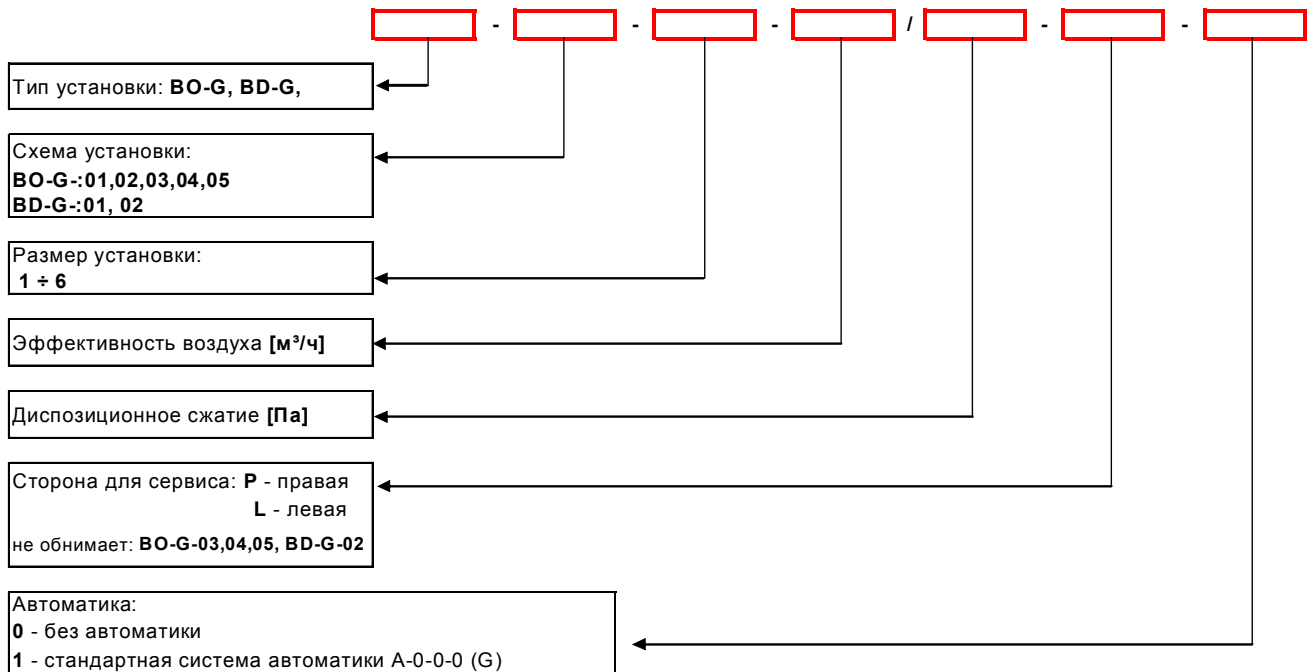 - - - / - -
Тип установки: BO-G, BD-G,
Схема установки:
BO-G-:01,02,03,04,05
BD-G-:01, 02
Размер установки:
1 ÷ 6
Эффективность воздуха [м³/ч]
Диспозиционное сжатие [Па]
Сторона для сервиса: P - правая
L - левая
не обнимает: BO-G-03,04,05, BD-G-02
Автоматика:
0 - без автоматики
1 - стандартная система автоматики A-0-0-0 (G)